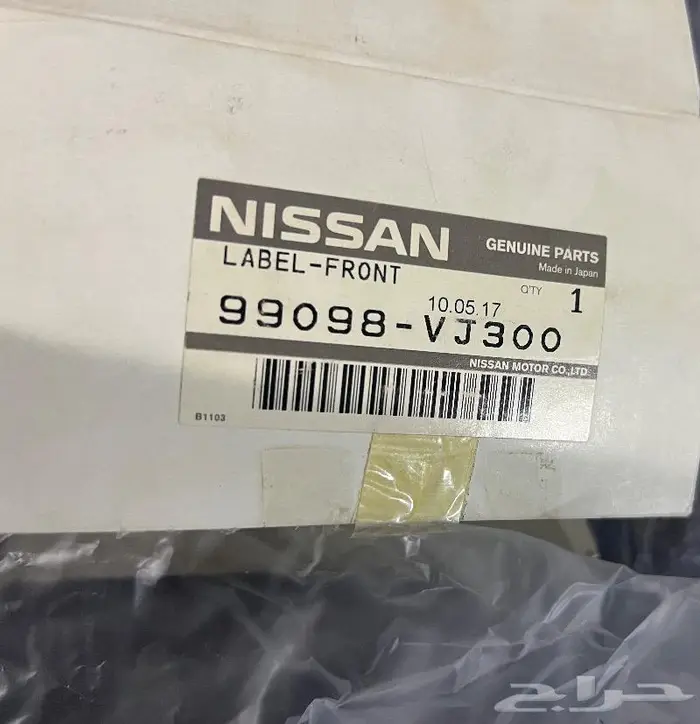 NISSAN
GENUINE PARTS
Made in Japan
LABEL-FRONT
Q'TY 1
10.05.17
99098-VJ300
NISSAN MOTOR CO.,LTD.
B1103
حراج